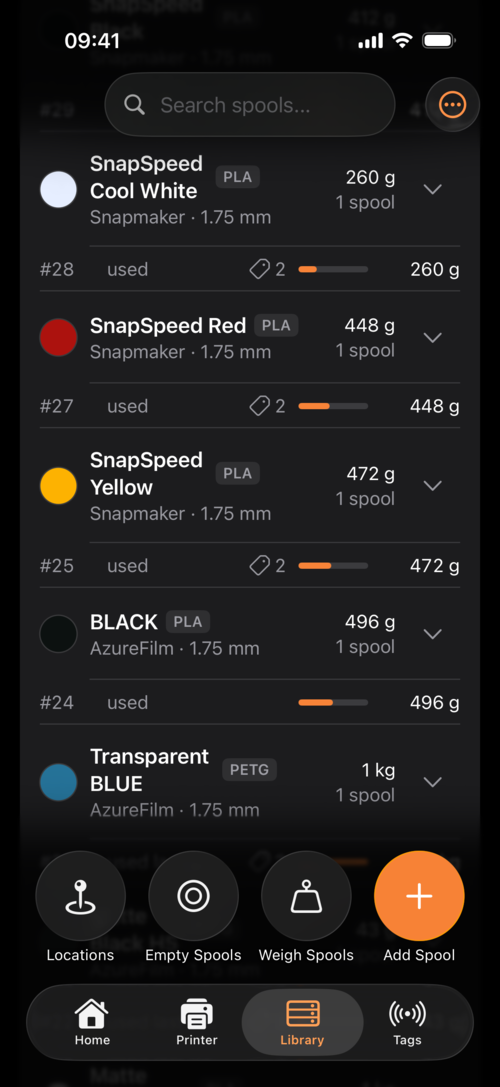 09:41
Search spools...
#29
SnapSpeed
Cool White
PLA
260 g
Snapmaker · 1.75 mm
1 spool
#28 used 2 260 g
SnapSpeed Red PLA 448 g
Snapmaker · 1.75 mm 1 spool
#27 used 2 448 g
SnapSpeed
Yellow
PLA
472 g
Snapmaker · 1.75 mm
1 spool
#25 used 2 472 g
BLACK PLA 496 g
AzureFilm · 1.75 mm 1 spool
#24 used 496 g
Transparent
BLUE
PETG
1 kg
AzureFilm · 1.75 mm
1 spool
Locations Empty Spools Weigh Spools Add Spool
Home Printer Library Tags
Matte